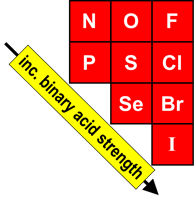 N O F
P S Cl
Se Br
I
inc. binary acid strength